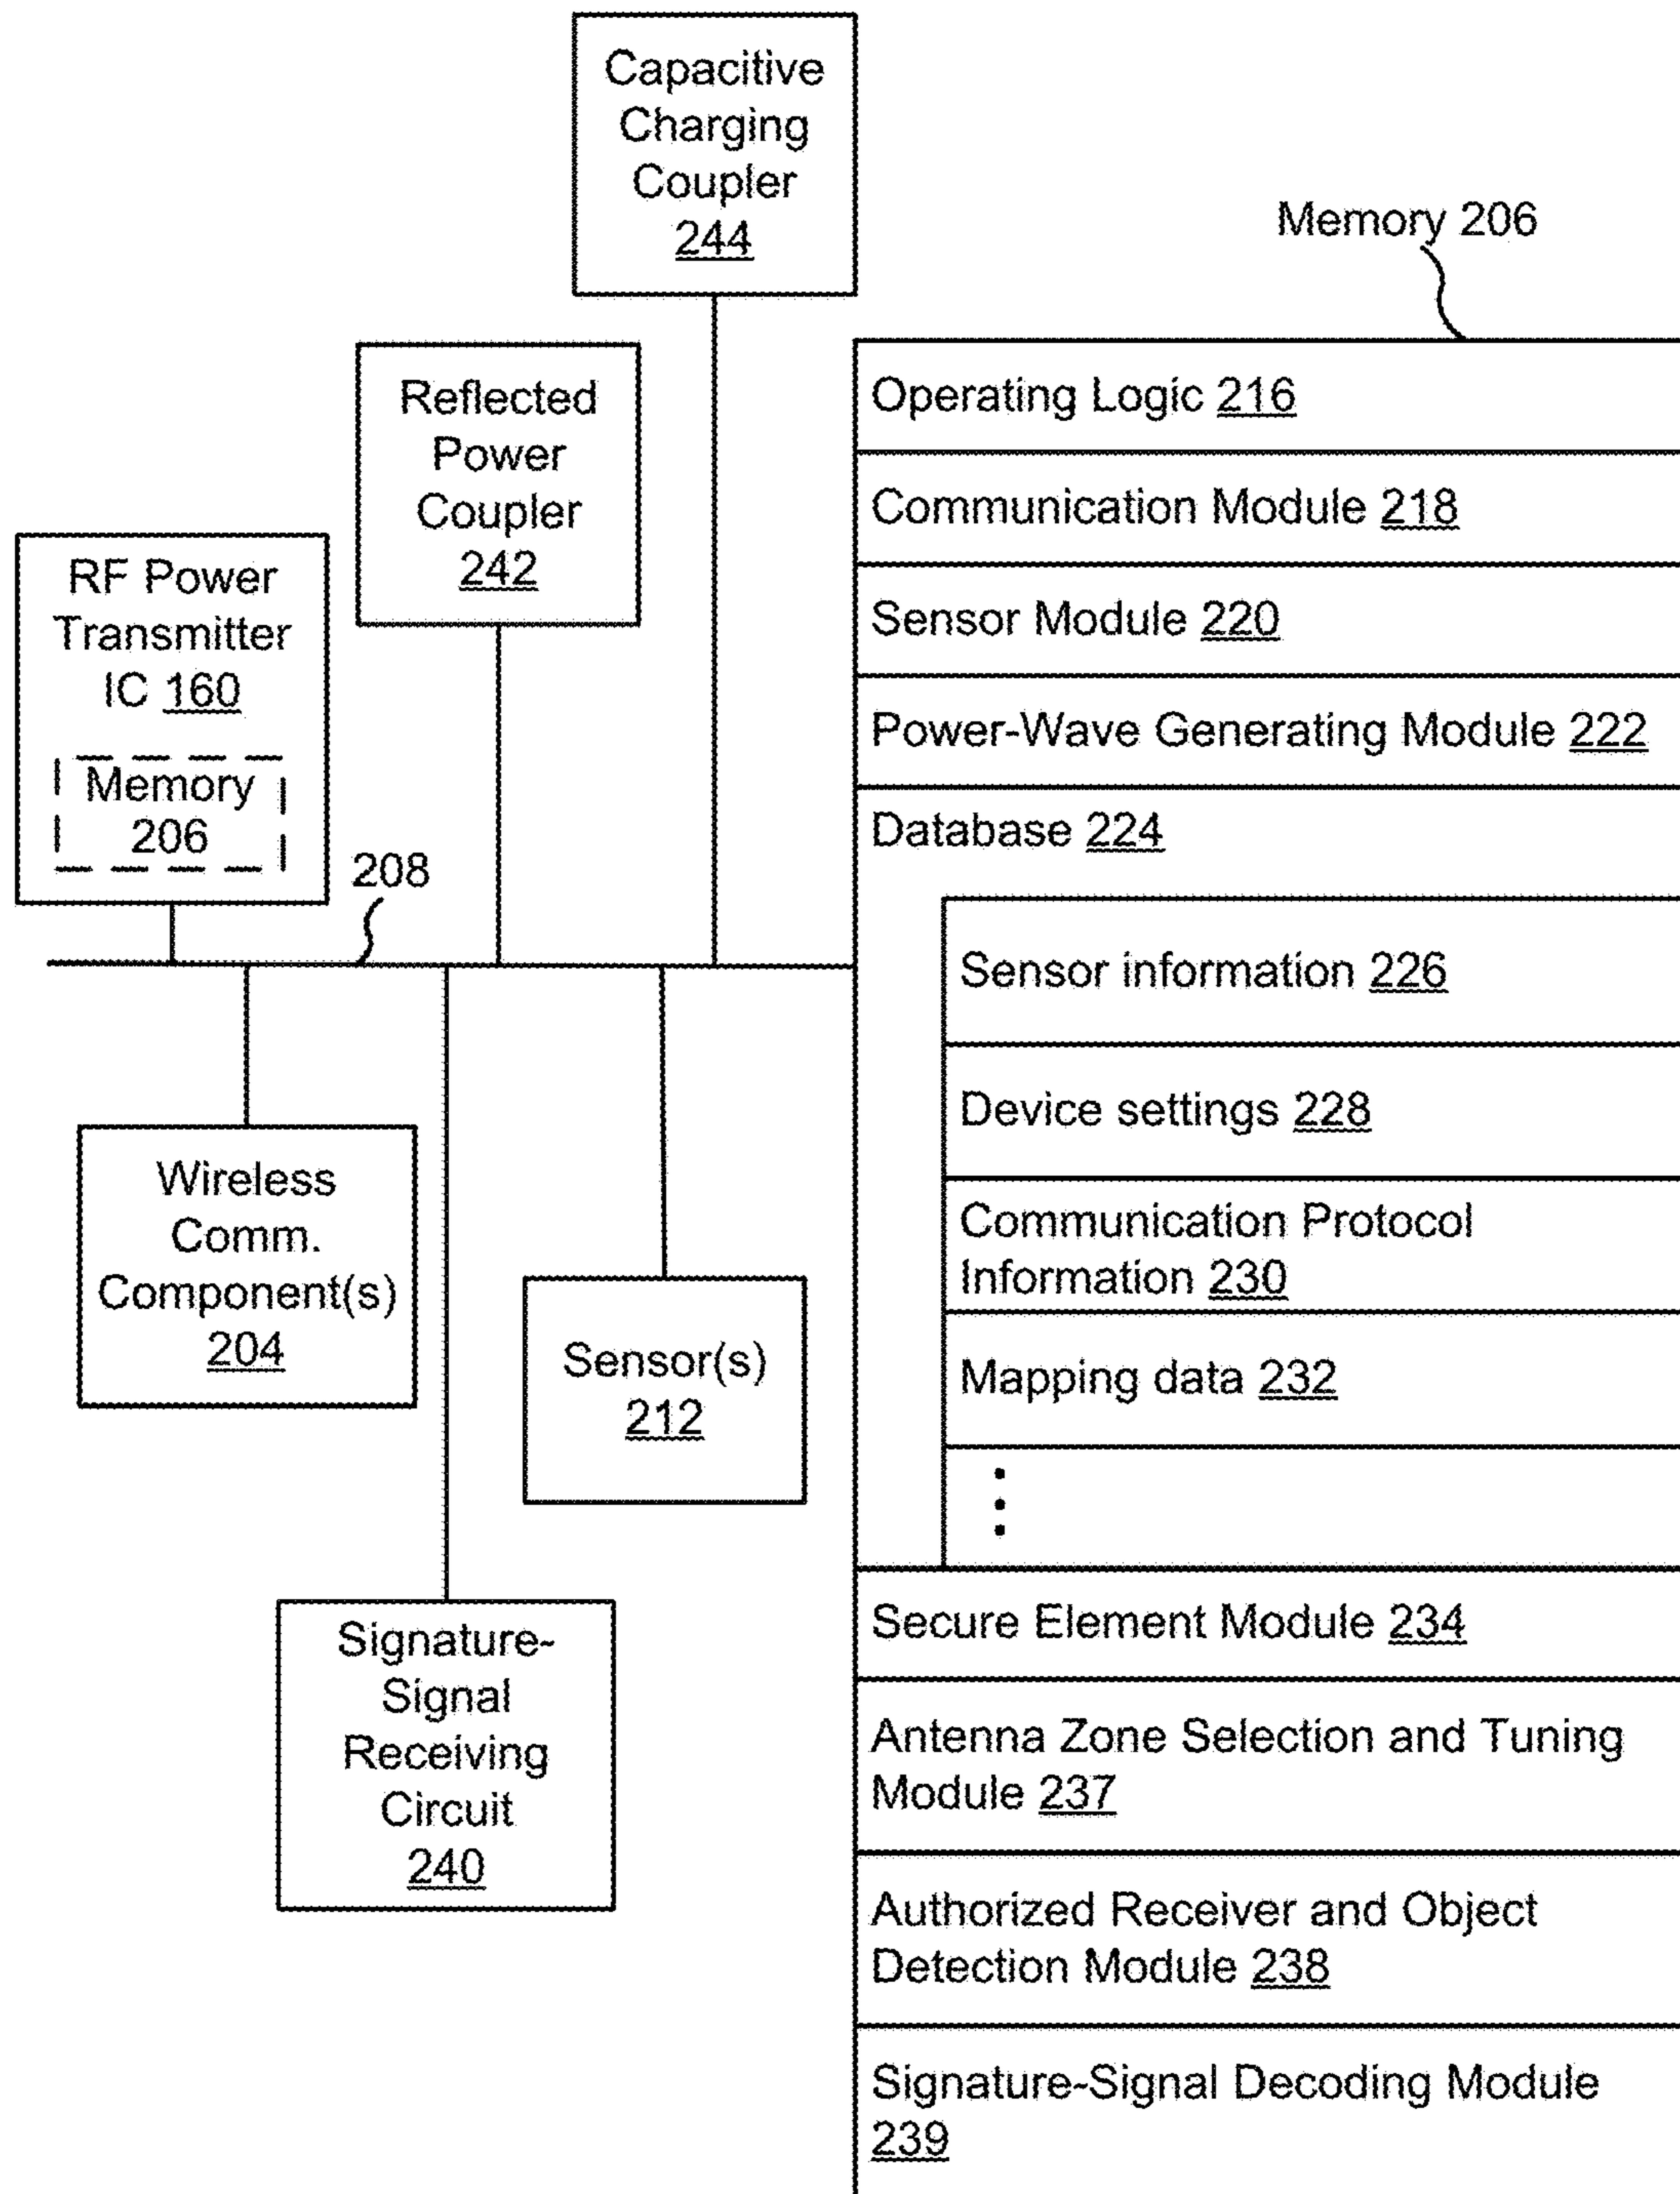 Capacitive
Charging
Coupler
244
Memory 206
Reflected
Power
Coupler
242
RF Power
Transmitter
IC 160
Memory
206
208
Wireless
Comm.
Component(s)
204
Sensor(s)
212
Signature-
Signal
Receiving
Circuit
240
Operating Logic 216
Communication Module 218
Sensor Module 220
Power-Wave Generating Module 222
Database 224
Sensor information 226
Device settings 228
Communication Protocol
Information 230
Mapping data 232
Secure Element Module 234
Antenna Zone Selection and Tuning
Module 237
Authorized Receiver and Object
Detection Module 238
Signature-Signal Decoding Module
239